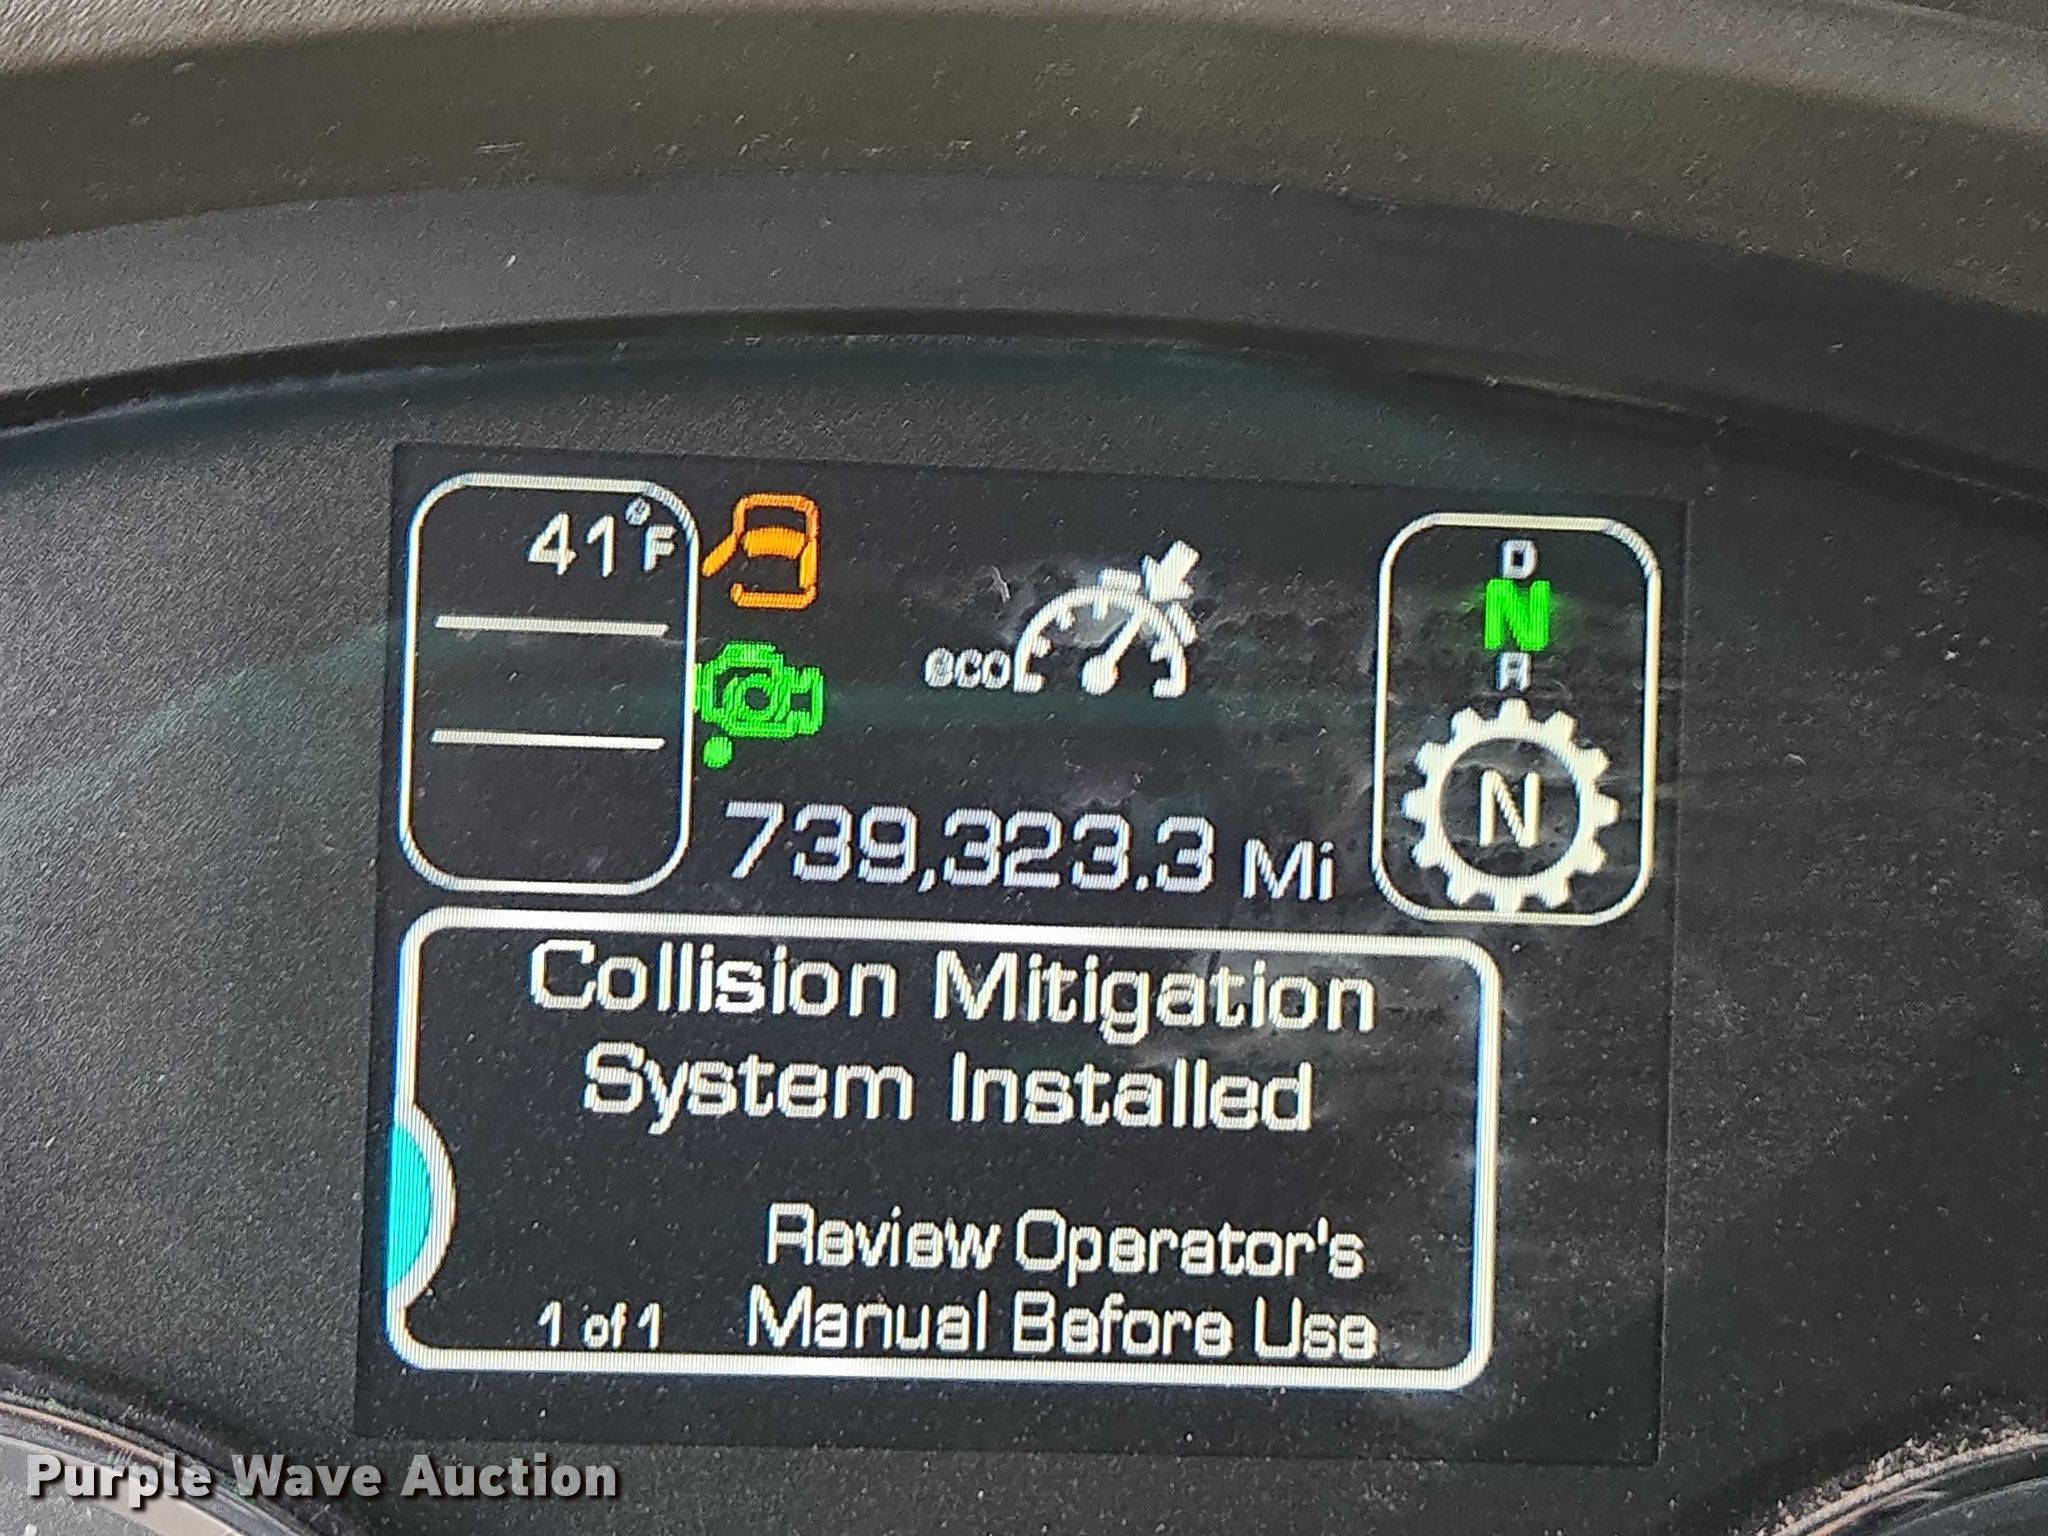 41°F
eco
D
N
R
N
739,323.3 Mi
Collision Mitigation
System Installed
Review Operator's
1 of 1 Manual Before Use
Purple Wave Auction